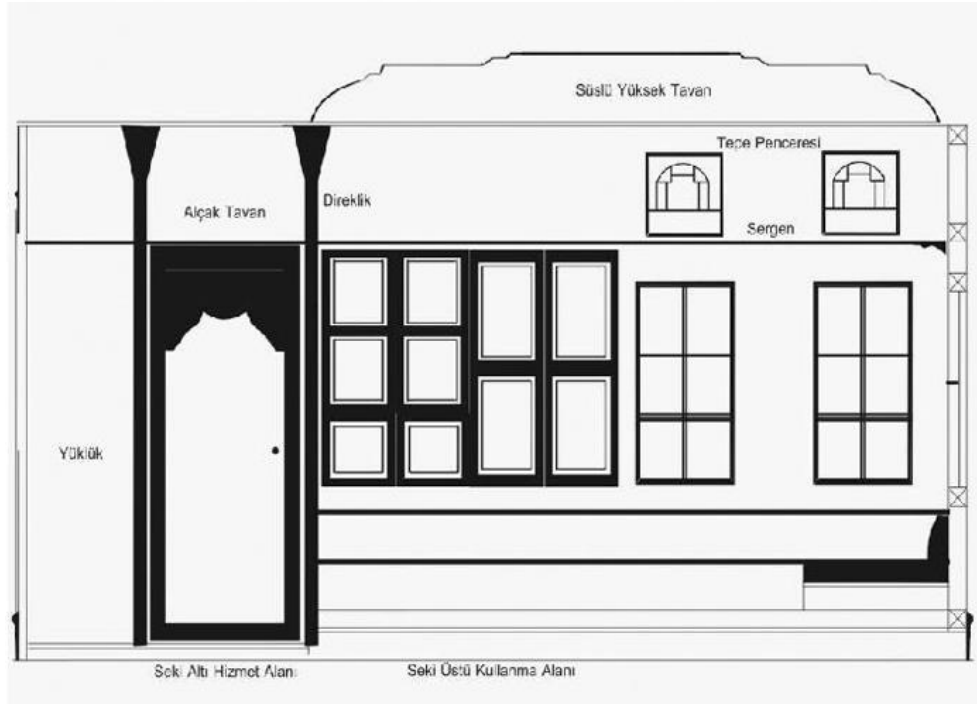 Süslü Yüksek Tavan
Tepe Penceresi
Direklik
Alçak Tavan
Sergen
Yüklük
Seki Altı Hizmet Alanı
Seki Üstü Kullanma Alanı